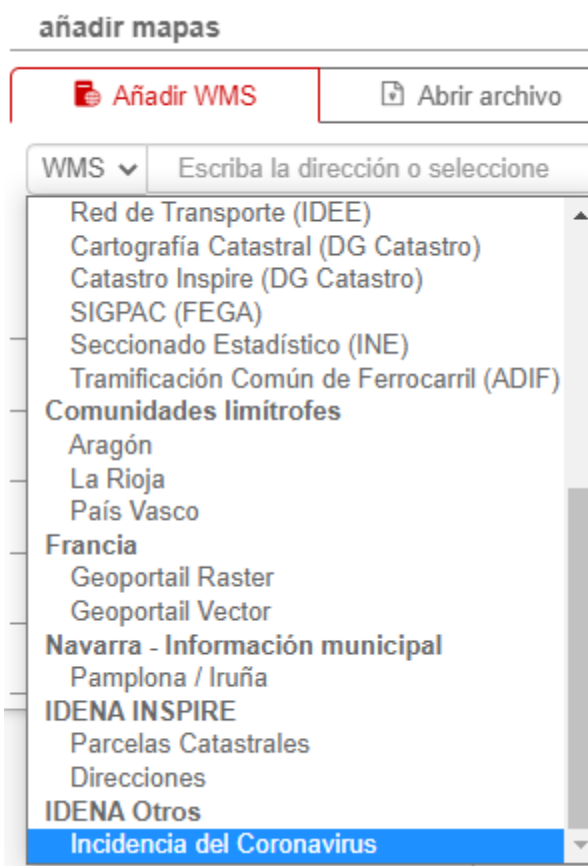 añadir mapas
Añadir WMS
Abrir archivo
WMS
Escriba la dirección o seleccione
Red de Transporte (IDEE)
Cartografía Catastral (DG Catastro)
Catastro Inspire (DG Catastro)
SIGPAC (FEGA)
Seccionado Estadístico (INE)
Tramificación Común de Ferrocarril (ADIF)
Comunidades limítrofes
Aragón
La Rioja
País Vasco
Francia
Geoportail Raster
Geoportail Vector
Navarra - Información municipal
Pamplona / Iruña
IDENA INSPIRE
Parcelas Catastrales
Direcciones
IDENA Otros
Incidencia del Coronavirus